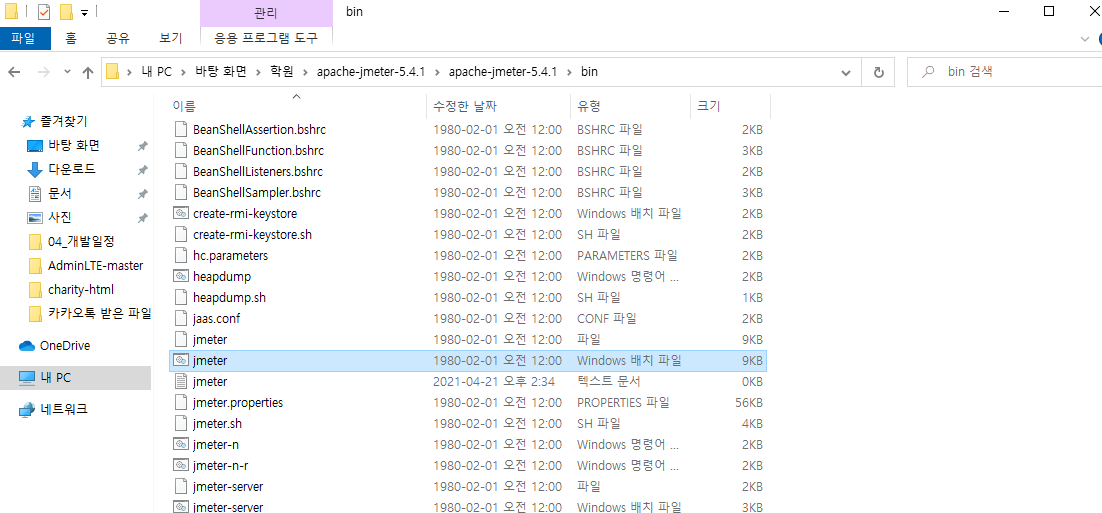 관리
bin
파일 홈 공유 보기 응용 프로그램 도구
내 PC > 바탕 화면 > 학원 > apache-jmeter-5.4.1 > apache-jmeter-5.4.1 > bin
bin 검색
즐겨찾기
바탕 화면
다운로드
문서
사진
04_개발일정
AdminLTE-master
charity-html
카카오톡 받은 파일
OneDrive
내 PC
네트워크
이름 수정한 날짜 유형 크기
BeanShellAssertion.bshrc 1980-02-01 오전 12:00 BSHRC 파일 2KB
BeanShellFunction.bshrc 1980-02-01 오전 12:00 BSHRC 파일 3KB
BeanShellListeners.bshrc 1980-02-01 오전 12:00 BSHRC 파일 2KB
BeanShellSampler.bshrc 1980-02-01 오전 12:00 BSHRC 파일 3KB
create-rmi-keystore 1980-02-01 오전 12:00 Windows 배치 파일 2KB
create-rmi-keystore.sh 1980-02-01 오전 12:00 SH 파일 2KB
hc.parameters 1980-02-01 오전 12:00 PARAMETERS 파일 2KB
heapdump 1980-02-01 오전 12:00 Windows 명령어 ... 2KB
heapdump.sh 1980-02-01 오전 12:00 SH 파일 1KB
jaas.conf 1980-02-01 오전 12:00 CONF 파일 2KB
jmeter 1980-02-01 오전 12:00 파일 9KB
jmeter 1980-02-01 오전 12:00 Windows 배치 파일 9KB
jmeter 2021-04-21 오후 2:34 텍스트 문서 0KB
jmeter.properties 1980-02-01 오전 12:00 PROPERTIES 파일 56KB
jmeter.sh 1980-02-01 오전 12:00 SH 파일 4KB
jmeter-n 1980-02-01 오전 12:00 Windows 명령어 ... 2KB
jmeter-n-r 1980-02-01 오전 12:00 Windows 명령어 ... 2KB
jmeter-server 1980-02-01 오전 12:00 파일 2KB
jmeter-server 1980-02-01 오전 12:00 Windows 배치 파일 3KB